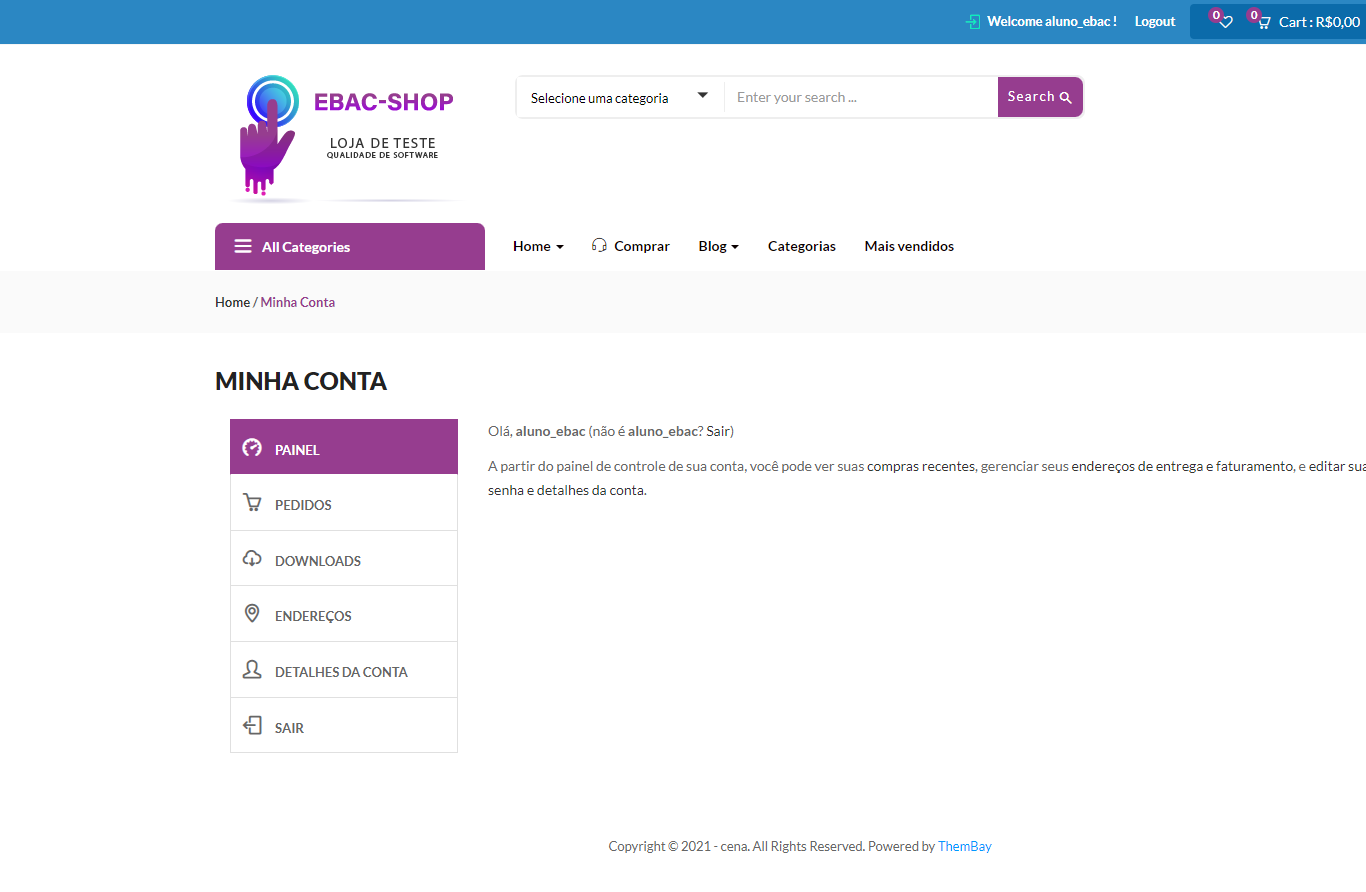 Welcome aluno_ebac ! Logout 0 0 Cart : R$0,00
EBAC-SHOP
LOJA DE TESTE
QUALIDADE DE SOFTWARE
Selecione uma categoria Enter your search ... Search
All Categories Home Comprar Blog Categorias Mais vendidos
Home / Minha Conta
MINHA CONTA
PAINEL
PEDIDOS
DOWNLOADS
ENDEREÇOS
DETALHES DA CONTA
SAIR
Olá, aluno_ebac (não é aluno_ebac? Sair)
A partir do painel de controle de sua conta, você pode ver suas compras recentes, gerenciar seus endereços de entrega e faturamento, e editar sua
senha e detalhes da conta.
Copyright © 2021 - cena. All Rights Reserved. Powered by ThemBay